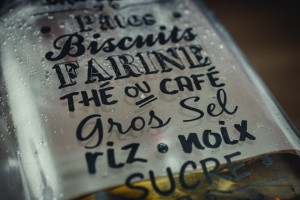 Pâtes
Biscuits
FARINE
THÉ OU CAFÉ
Gros Sel
riz • noix
SUCRE